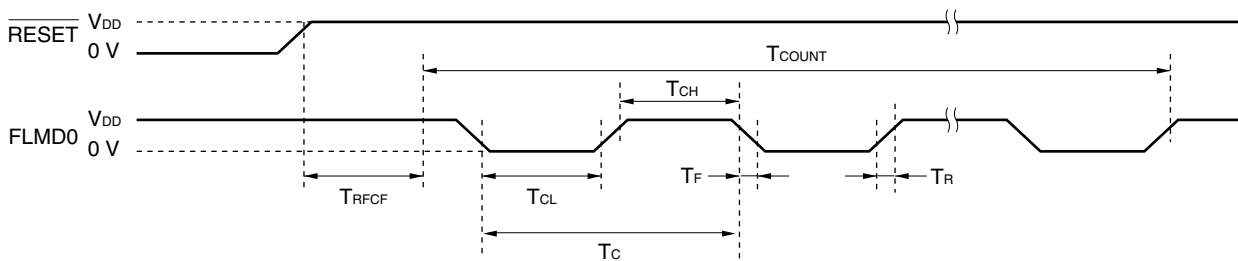 RESET VDD
0 V
TCOUNT
TCH
FLMD0 VDD
0 V
TRFCF
TCL
TF
TR
TC